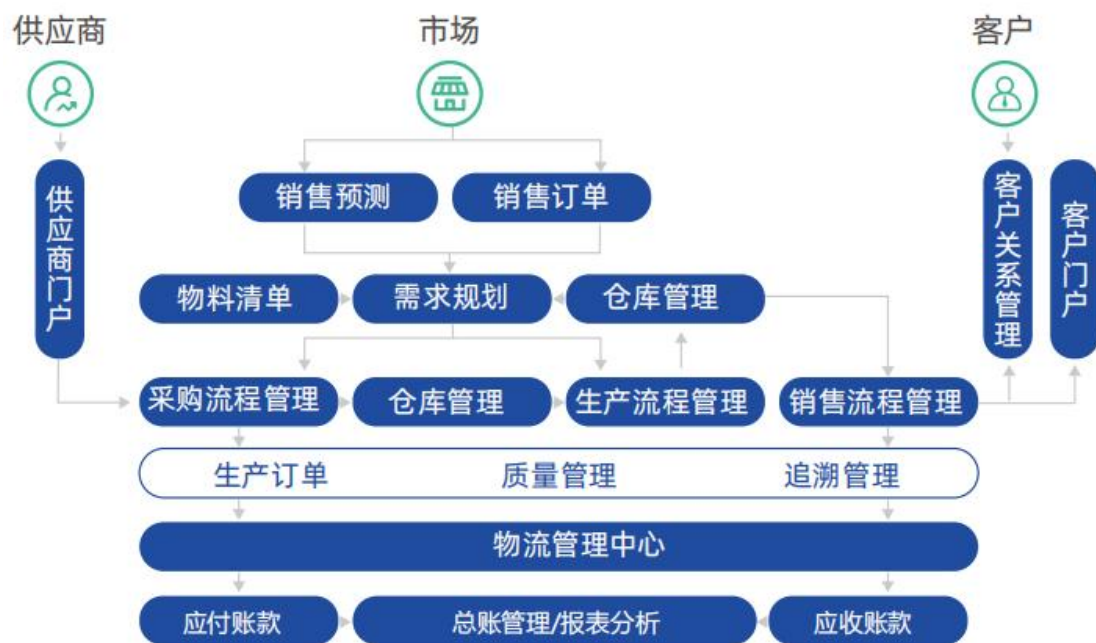 供应商
市场
客户
供应商门户
销售预测
销售订单
客户关系管理
客户门户
物料清单
需求规划
仓库管理
采购流程管理
仓库管理
生产流程管理
销售流程管理
生产订单
质量管理
追溯管理
物流管理中心
应付账款
总账管理/报表分析
应收账款